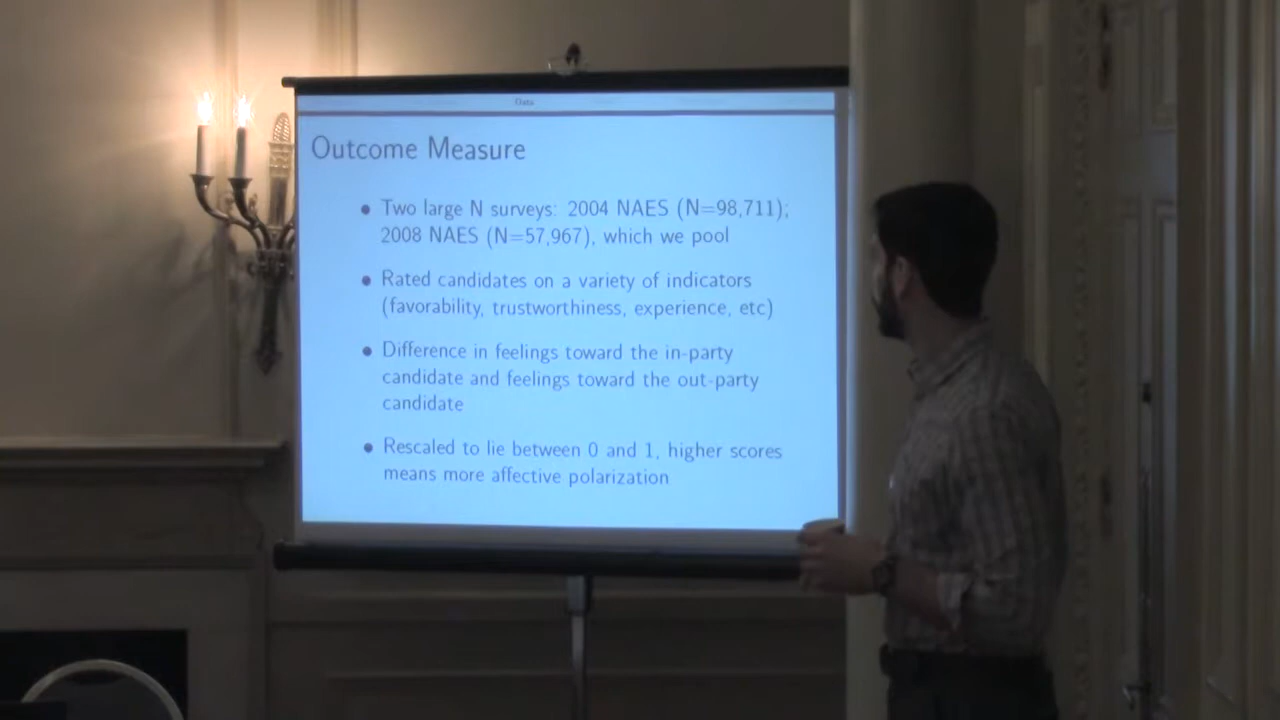 Data
Outcome Measure
• Two large N surveys: 2004 NAES (N=98,711);
2008 NAES (N=57,967), which we pool
• Rated candidates on a variety of indicators
(favorability, trustworthiness, experience, etc)
• Difference in feelings toward the in-party
candidate and feelings toward the out-party
candidate
• Rescaled to lie between 0 and 1, higher scores
means more affective polarization